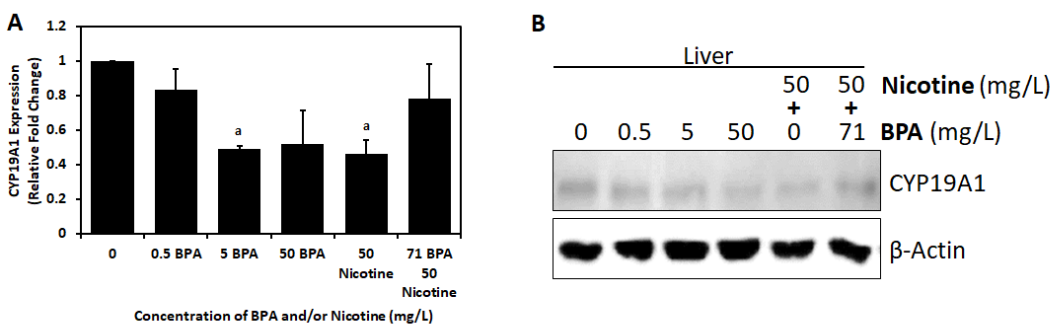 A
CYP19A1 Expression
(Relative Fold Change)
1.2
1
0.8
0.6
0.4
0.2
0
a
a
0 0.5 BPA 5 BPA 50 BPA 50 71 BPA
Nicotine 50
Nicotine
Concentration of BPA and/or Nicotine (mg/L)
B
Liver
50 50 Nicotine (mg/L)
+ +
0 0.5 5 50 0 71 BPA (mg/L)
CYP19A1
β-Actin